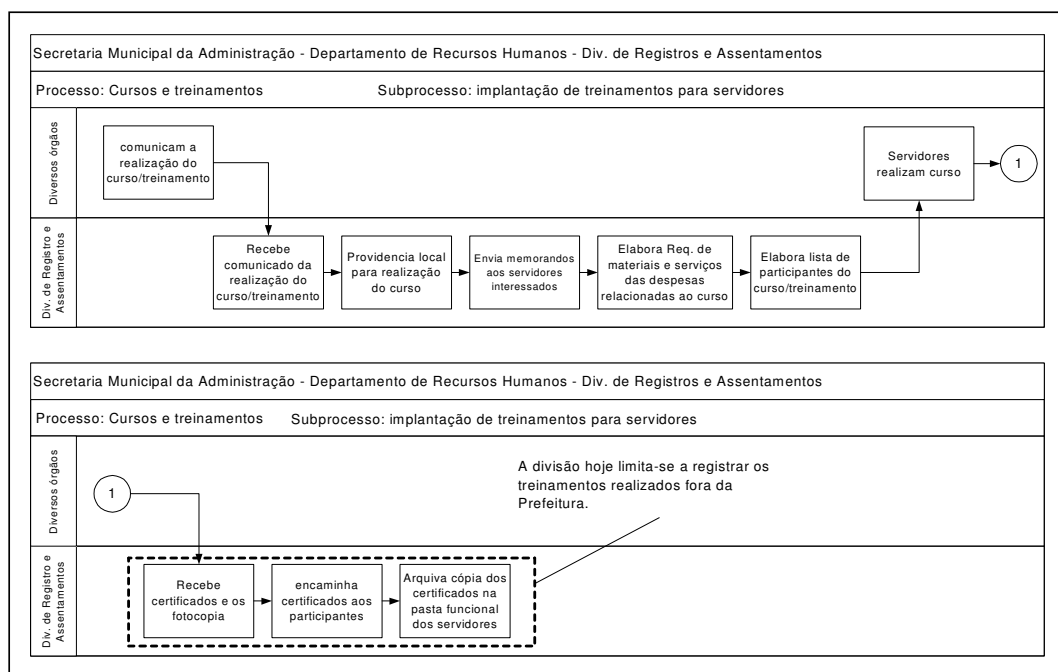 Secretaria Municipal da Administração - Departamento de Recursos Humanos - Div. de Registros e Assentamentos
Processo: Cursos e treinamentos Subprocesso: implantação de treinamentos para servidores
Diversos órgãos
comunicam a
realização do
curso/treinamento
Servidores
realizam curso
1
Div. de Registro e
Assentamentos
Recebe
comunicado da
realização do
curso/treinamento
Providencia local
para realização
do curso
Envia memorandos
aos servidores
interessados
Elabora Req. de
materiais e serviços
das despesas
relacionadas ao curso
Elabora lista de
participantes do
curso/treinamento
Secretaria Municipal da Administração - Departamento de Recursos Humanos - Div. de Registros e Assentamentos
Processo: Cursos e treinamentos Subprocesso: implantação de treinamentos para servidores
Diversos órgãos
1
A divisão hoje limita-se a registrar os
treinamentos realizados fora da
Prefeitura.
Div. de Registro e
Assentamentos
Recebe
certificados e os
fotocopia
encaminha
certificados aos
participantes
Arquiva cópia dos
certificados na
pasta funcional
dos servidores